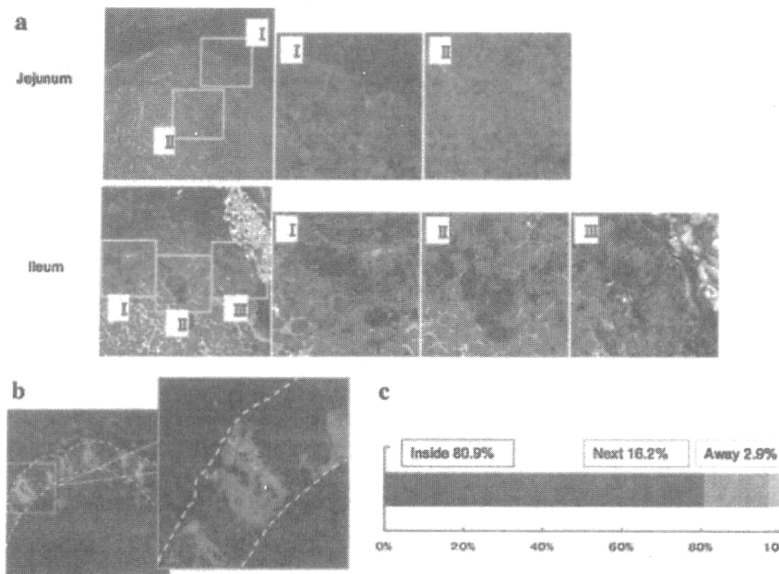 a
Jejunum
I
II
I
II
Ileum
I
II
III
I
II
III
b
c
Inside 80.9%
Next 16.2%
Away 2.9%
0%
20%
40%
60%
80%
10